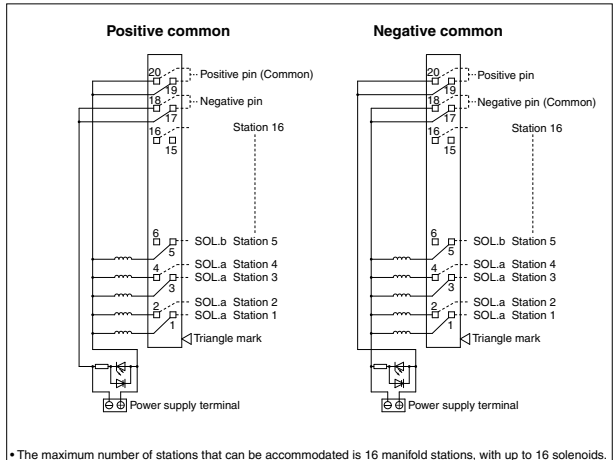 Positive common
20
Positive pin (Common)
19
18
Negative pin
17
Station 16
16
15
6
SOL.b Station 5
5
SOL.a Station 4
4
SOL.a Station 3
3
SOL.a Station 2
2
SOL.a Station 1
1
Triangle mark
⊖ ⊕ Power supply terminal
Negative common
20
Positive pin
19
18
Negative pin (Common)
17
Station 16
16
15
6
SOL.b Station 5
5
SOL.a Station 4
4
SOL.a Station 3
3
SOL.a Station 2
2
SOL.a Station 1
1
Triangle mark
⊖ ⊕ Power supply terminal
• The maximum number of stations that can be accommodated is 16 manifold stations, with up to 16 solenoids.